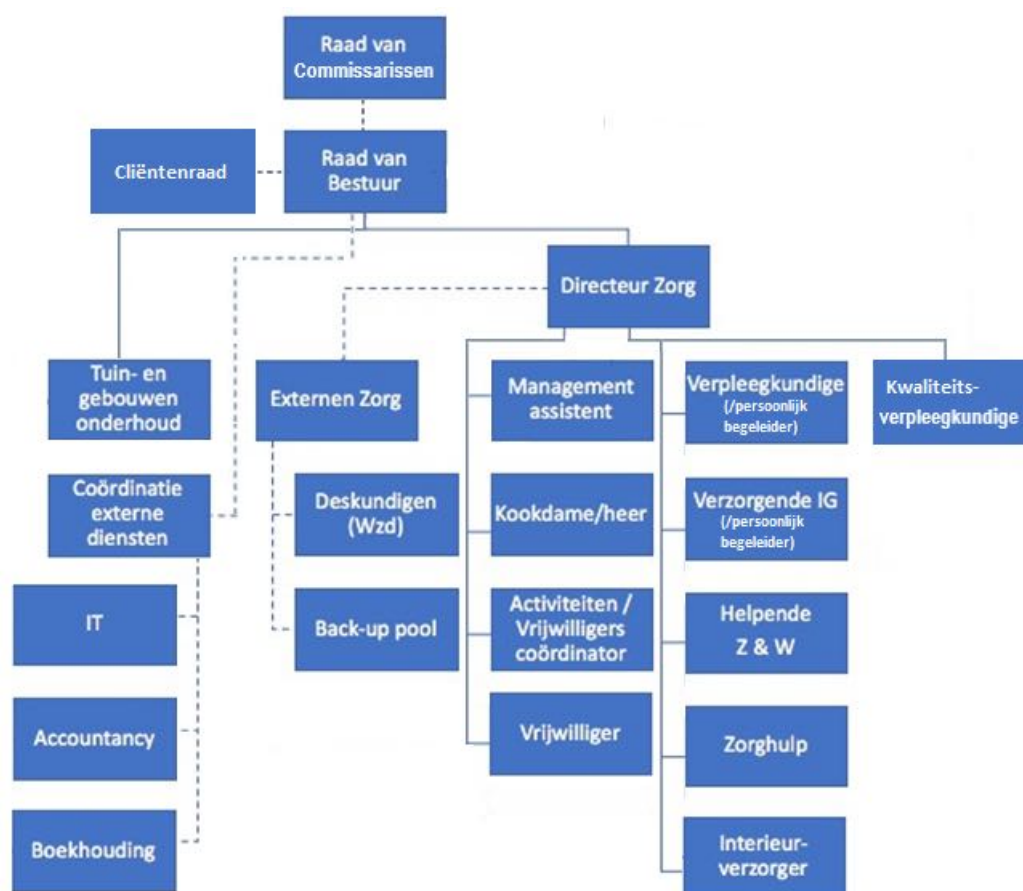 Raad van
Commissarissen
Cliëntenraad
Raad van
Bestuur
Directeur Zorg
Tuin- en
gebouwen
onderhoud
Externen Zorg
Management
assistent
Verpleegkundige
(/persoonlijk
begeleider)
Kwaliteits-
verpleegkundige
Coördinatie
externe
diensten
Deskundigen
(Wzd)
Kookdame/heer
Verzorgende IG
(/persoonlijk
begeleider)
IT
Back-up pool
Activiteiten /
Vrijwilligers
coördinator
Helpende
Z & W
Accountancy
Vrijwilliger
Zorghulp
Boekhouding
Interieur-
verzorger